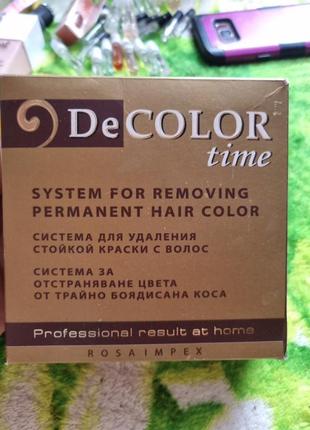 DeCOLOR
time
SYSTEM FOR REMOVING
PERMANENT HAIR COLOR
СИСТЕМА ДЛЯ УДАЛЕНИЯ
СТОЙКОЙ КРАСКИ С ВОЛОС
СИСТЕМА ЗА
ОТСТРАНЯВАНЕ ЦВЕТА
ОТ ТРАЙНО БОЯДИСАНА КОСА
Professional result at home
ROSAIMPEX